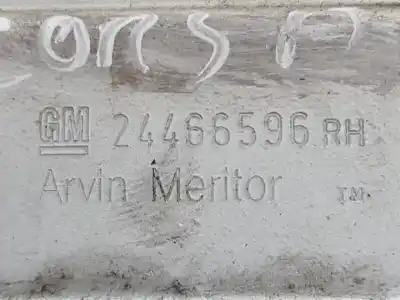 GM 24466596 RH
Arvin Meritor TM